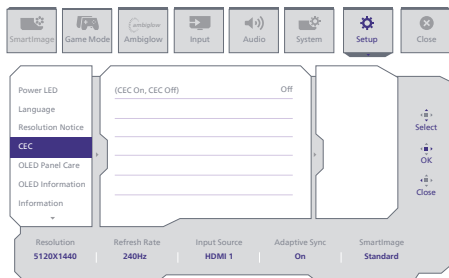 SmartImage
Game Mode
Ambiglow
Ambiglow
Input
Audio
System
Setup
Close
Power LED
Language
Resolution Notice
CEC
OLED Panel Care
OLED Information
Information
(CEC On, CEC Off)
Off
Select
OK
Close
Resolution
Refresh Rate
Input Source
Adaptive Sync
SmartImage
5120X1440
240Hz
HDMI 1
On
Standard